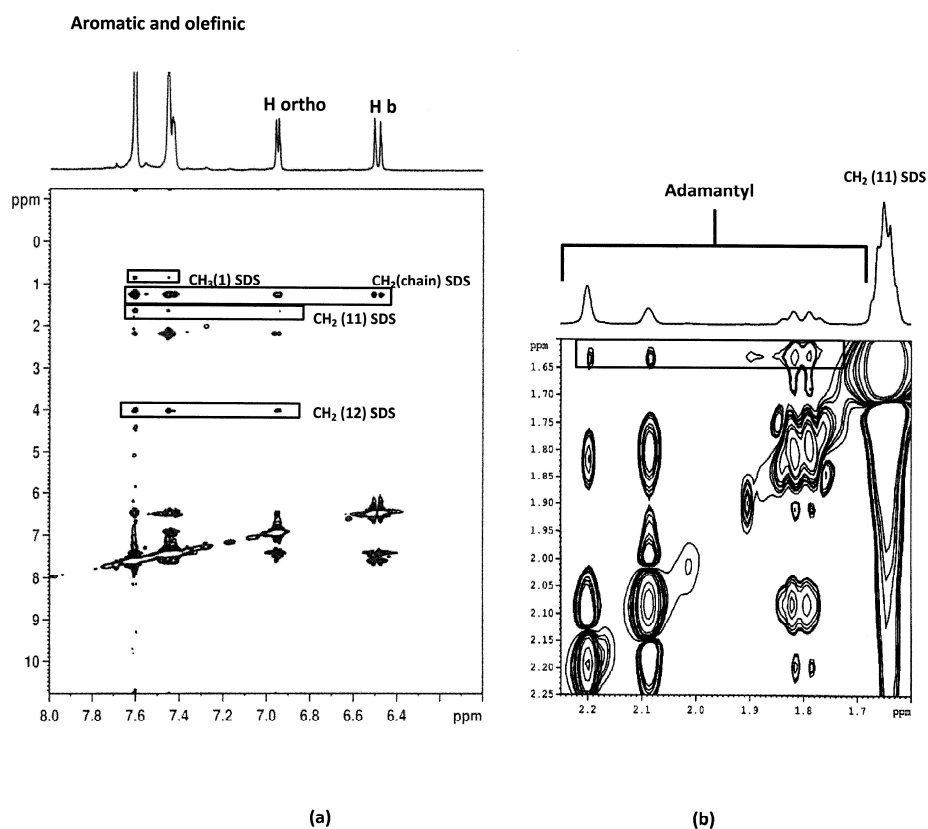 Aromatic and olefinic
H ortho
H b
ppm
0
1
2
3
4
5
6
7
8
9
10
CH₃(1) SDS
CH₂(chain) SDS
CH₂ (11) SDS
CH₂ (12) SDS
8.0 7.8 7.6 7.4 7.2 7.0 6.8 6.6 6.4 ppm
(a)
Adamantyl
CH₂ (11) SDS
ppm
1.65
1.75
1.80
1.85
1.90
1.95
2.00
2.05
2.10
2.15
2.20
2.25
2.2 2.1 2.0 1.9 1.8 1.7 ppm
(b)